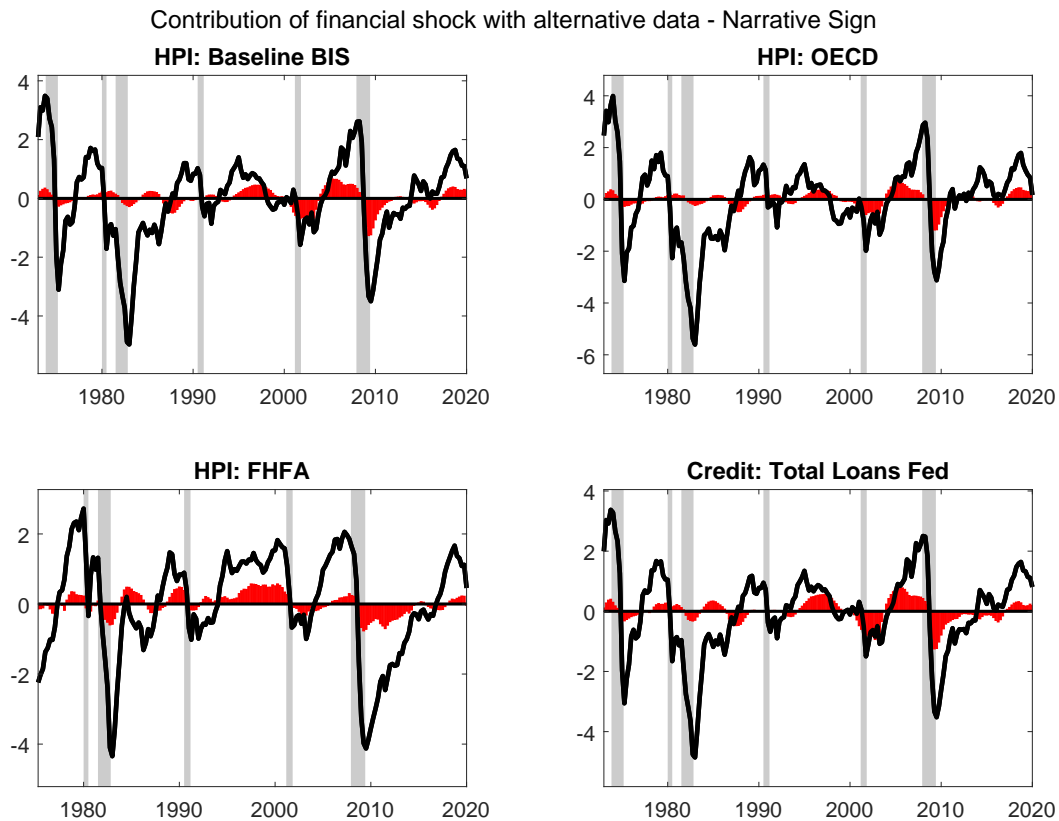 Contribution of financial shock with alternative data - Narrative Sign
HPI: Baseline BIS
4
2
0
-2
-4
1980 1990 2000 2010 2020
HPI: OECD
4
2
0
-2
-4
-6
1980 1990 2000 2010 2020
HPI: FHFA
2
0
-2
-4
1980 1990 2000 2010 2020
Credit: Total Loans Fed
4
2
0
-2
-4
1980 1990 2000 2010 2020